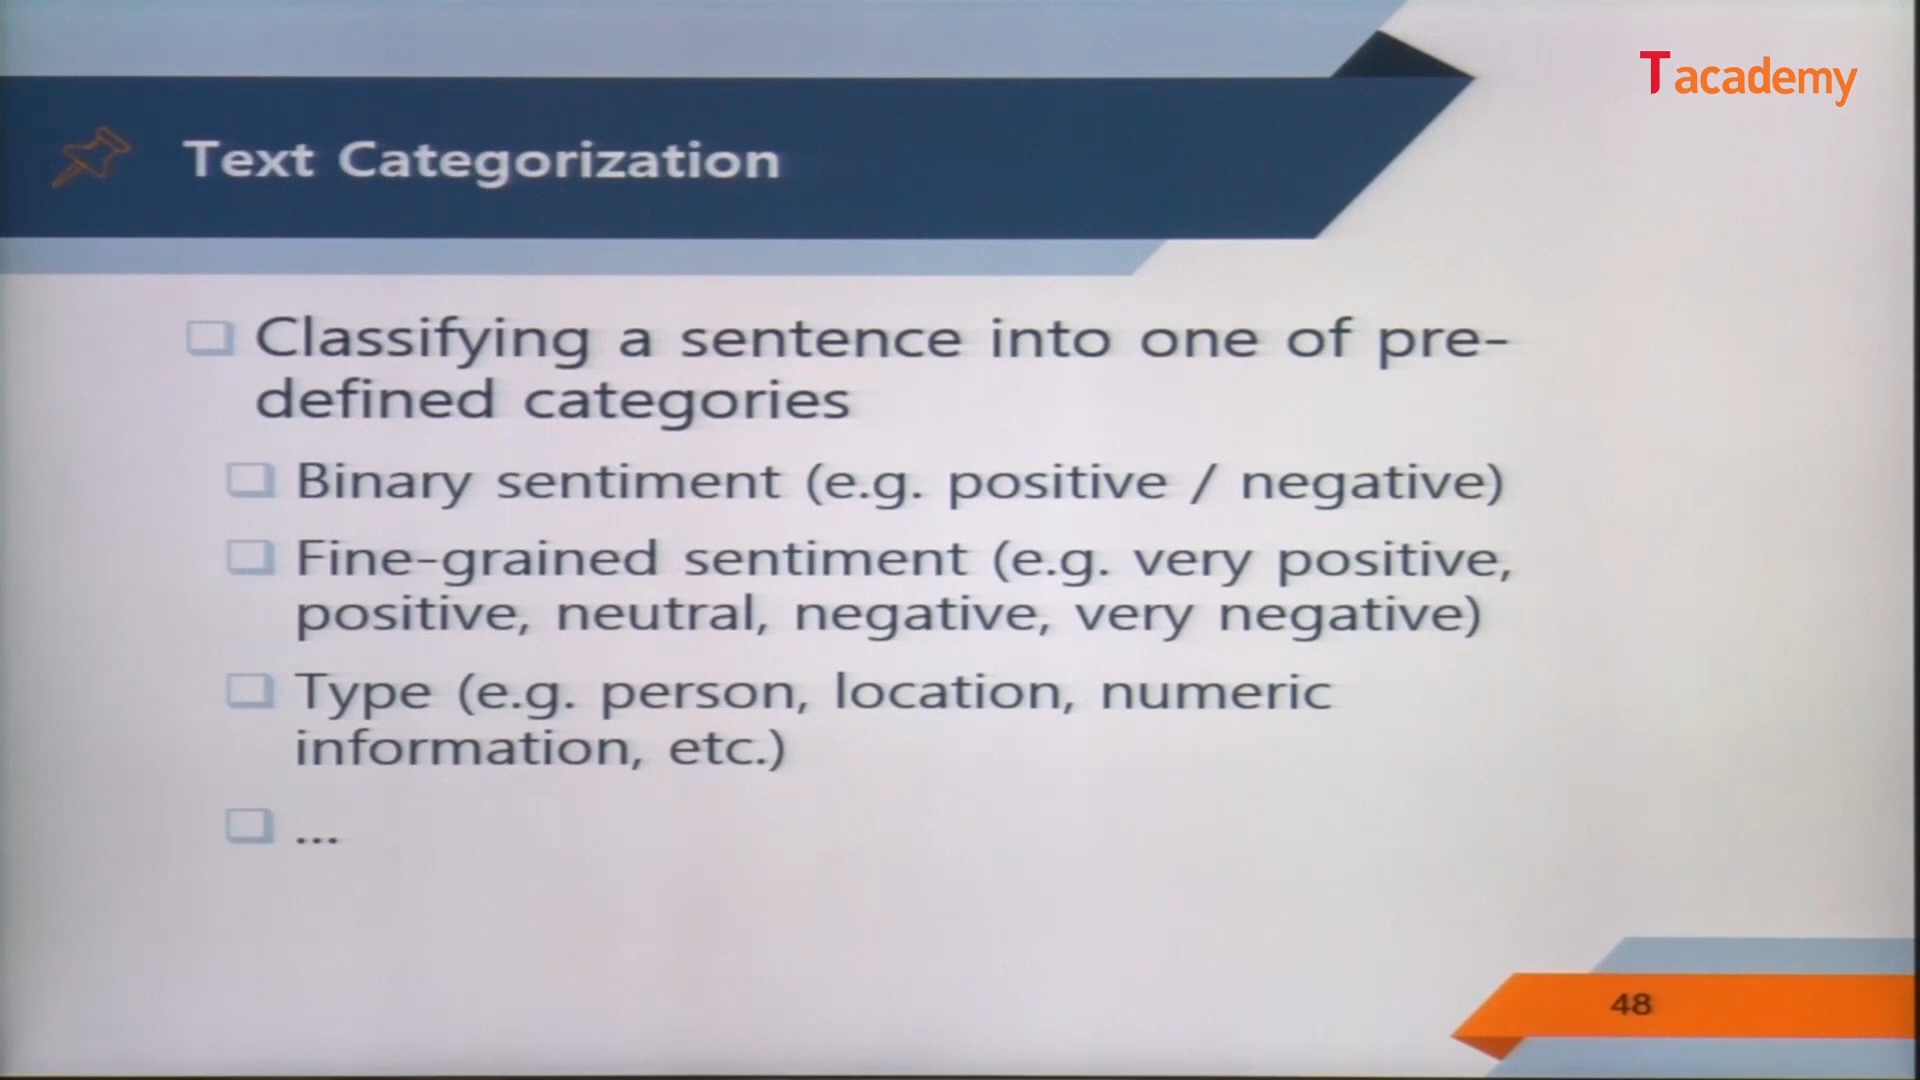 Tacademy
Text Categorization
Classifying a sentence into one of pre-
defined categories
Binary sentiment (e.g. positive / negative)
Fine-grained sentiment (e.g. very positive,
positive, neutral, negative, very negative)
Type (e.g. person, location, numeric
information, etc.)
...
48